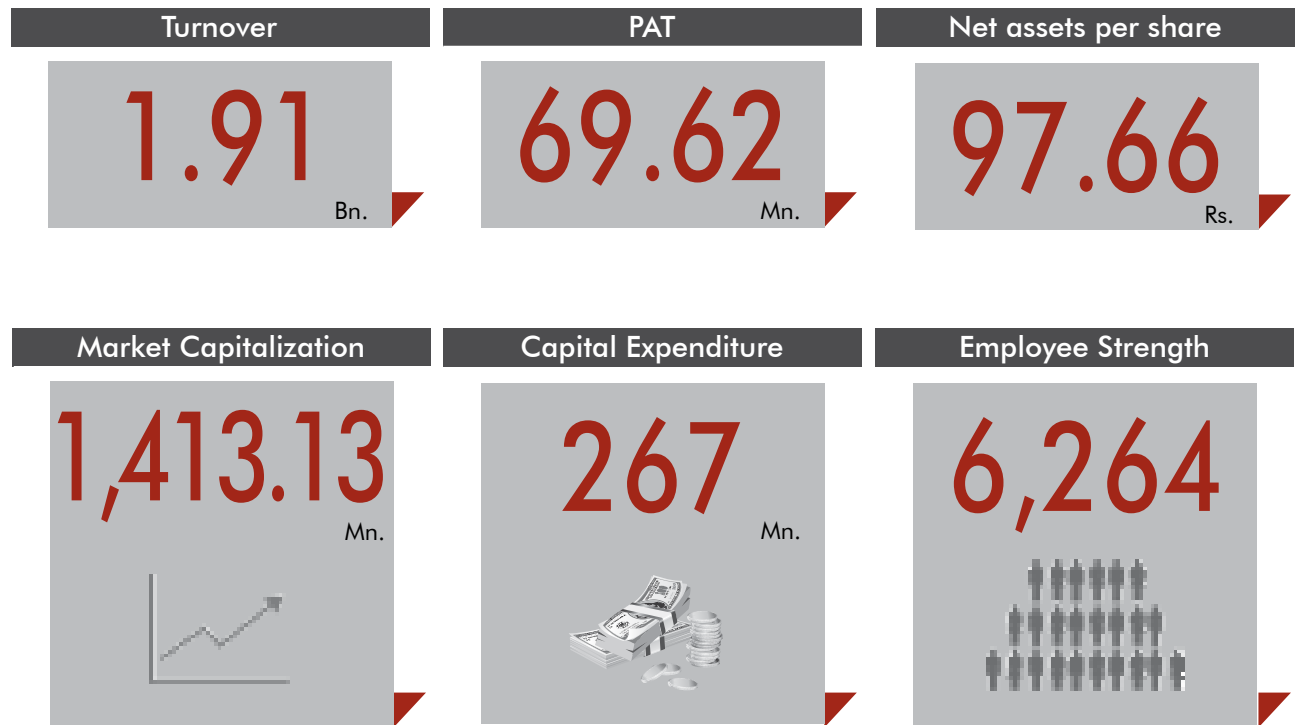 Turnover
1.91
Bn.
PAT
69.62
Mn.
Net assets per share
97.66
Rs.
Market Capitalization
1,413.13
Mn.
Capital Expenditure
267
Mn.
Employee Strength
6,264